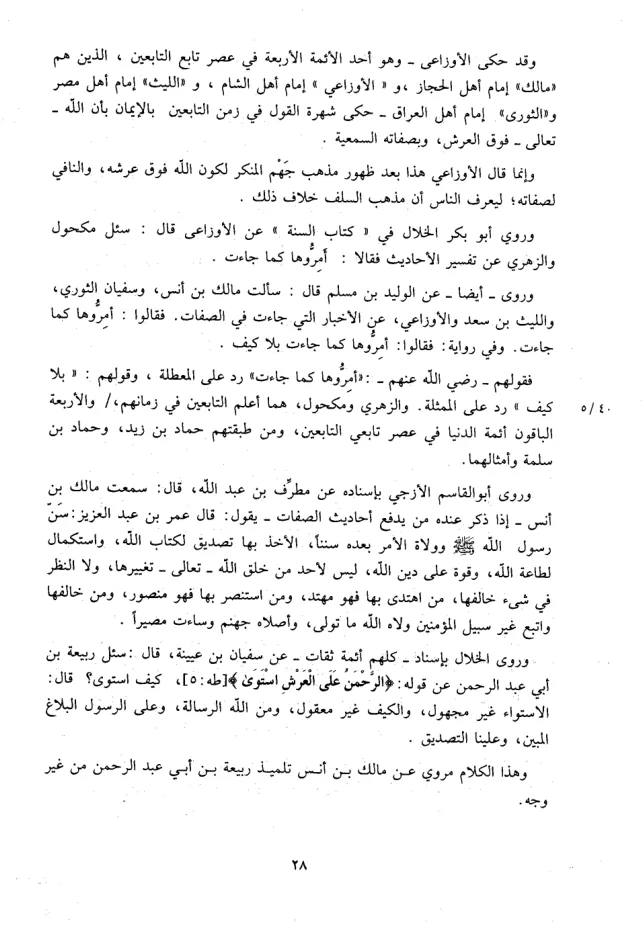 وقد حكى الأوزاعى ـ وهو أحد الأئمة الأربعة في عصر تابع التابعين ، الذين هم
«مالك» إمام أهل الحجاز ،و « الأوزاعي » إمام أهل الشام ، و «الليث» إمام أهل مصر
و«الثورى» إمام أهل العراق ـ حكى شهرة القول في زمن التابعين بالإيمان بأن الله ـ
تعالى ـ فوق العرش، وبصفاته السمعية .
وإنما قال الأوزاعي هذا بعد ظهور مذهب جَهْم المنكر لكون الله فوق عرشه، والنافي
لصفاته؛ ليعرف الناس أن مذهب السلف خلاف ذلك .
وروي أبو بكر الخلال في « كتاب السنة » عن الأوزاعى قال : سئل مكحول
والزهري عن تفسير الأحاديث فقالا : أمِرُّوها كما جاءت .
وروى ـ أيضا ـ عن الوليد بن مسلم قال : سألت مالك بن أنس، وسفيان الثوري،
والليث بن سعد والأوزاعي، عن الأخبار التي جاءت في الصفات. فقالوا : أمِرُّوها كما
جاءت. وفي رواية: فقالوا: أمِرُّوها كما جاءت بلا كيف .
فقولهم ـ رضي الله عنهم ـ :«أمِرُّوها كما جاءت» رد على المعطلة ، وقولهم : « بلا
٥/٤٠ كيف » رد على الممثلة. والزهري ومكحول، هما أعلم التابعين في زمانهم،/ والأربعة
الباقون أئمة الدنيا في عصر تابعي التابعين، ومن طبقتهم حماد بن زيد، وحماد بن
سلمة وأمثالهما.
وروى أبوالقاسم الأزجي بإسناده عن مطرِّف بن عبد الله، قال: سمعت مالك بن
أنس ـ إذا ذكر عنده من يدفع أحاديث الصفات ـ يقول: قال عمر بن عبد العزيز:سَنّ
رسول الله ﷺ وولاة الأمر بعده سنناً، الأخذ بها تصديق لكتاب الله، واستكمال
لطاعة الله، وقوة على دين الله، ليس لأحد من خلق الله ـ تعالى ـ تغييرها، ولا النظر
في شىء خالفها، من اهتدى بها فهو مهتد، ومن استنصر بها فهو منصور، ومن خالفها
واتبع غير سبيل المؤمنين ولاه الله ما تولى، وأصلاه جهنم وساءت مصيراً .
وروى الخلال بإسناد ـ كلهم أئمة ثقات ـ عن سفيان بن عيينة، قال :سئل ربيعة بن
أبي عبد الرحمن عن قوله: ﴿الرَّحْمَنُ عَلَى الْعَرْشِ اسْتَوَىٰ ﴾[طه:٥]، كيف استوى؟ قال:
الاستواء غير مجهول، والكيف غير معقول، ومن الله الرسالة، وعلى الرسول البلاغ
المبين، وعلينا التصديق .
وهذا الكلام مروي عن مالك بن أنس تلميذ ربيعة بن أبي عبد الرحمن من غير
وجه.
٢٨